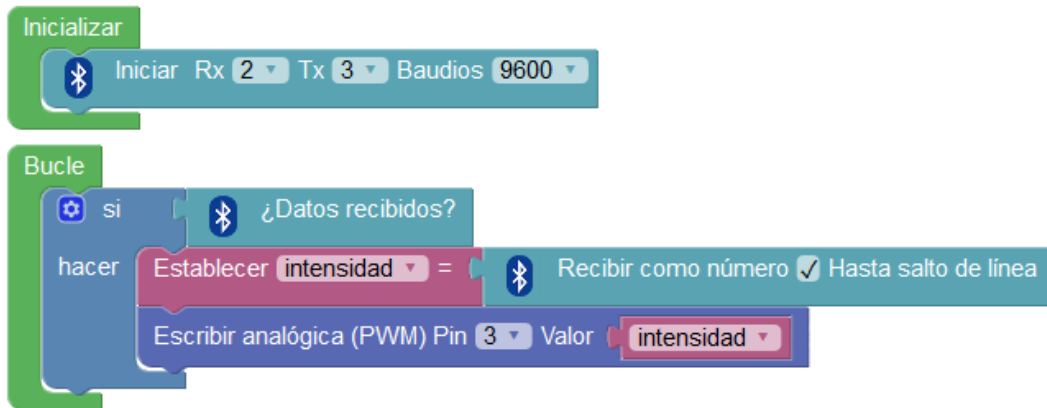 Inicializar
Iniciar Rx 2 Tx 3 Baudios 9600
Bucle
si ¿Datos recibidos?
hacer Establecer intensidad = Recibir como número Hasta salto de línea
Escribir analógica (PWM) Pin 3 Valor intensidad